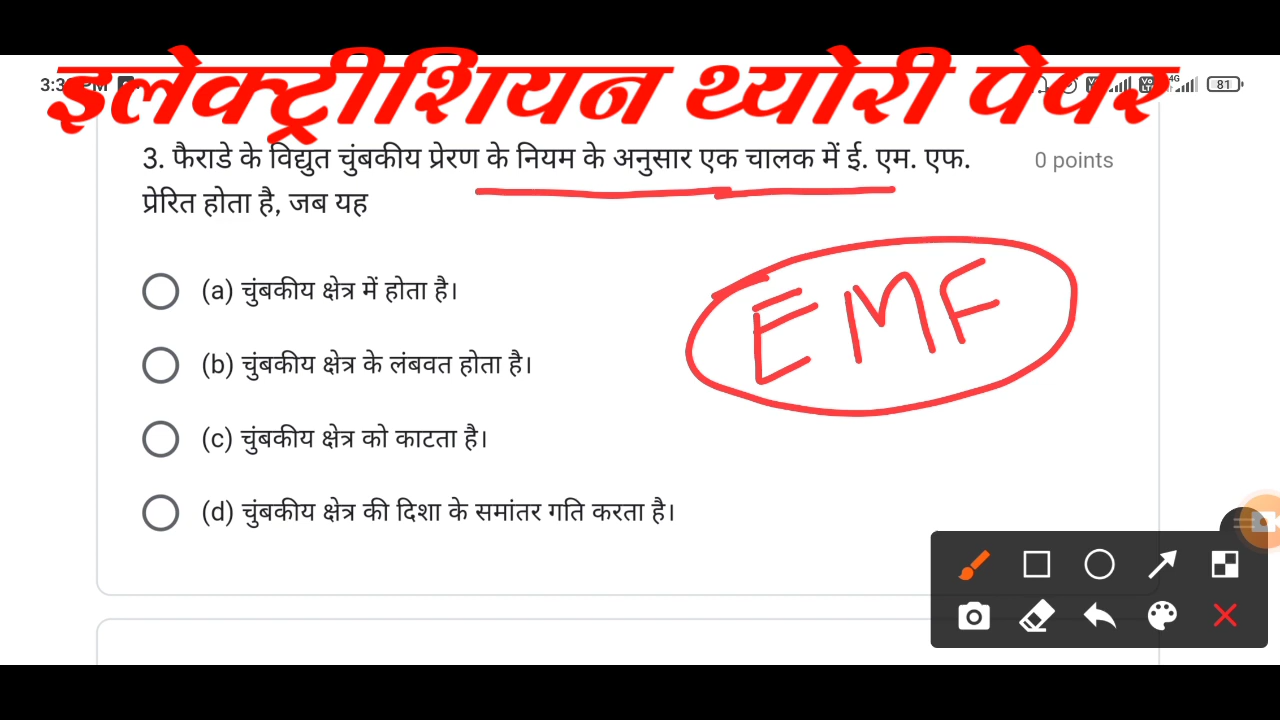 इलेक्ट्रीशियन थ्योरी पेपर
81
3. फैराडे के विद्युत चुंबकीय प्रेरण के नियम के अनुसार एक चालक में ई. एम. एफ.
0 points
प्रेरित होता है, जब यह
(a) चुंबकीय क्षेत्र में होता है।
EMF
(b) चुंबकीय क्षेत्र के लंबवत होता है।
(c) चुंबकीय क्षेत्र को काटता है।
(d) चुंबकीय क्षेत्र की दिशा के समांतर गति करता है।